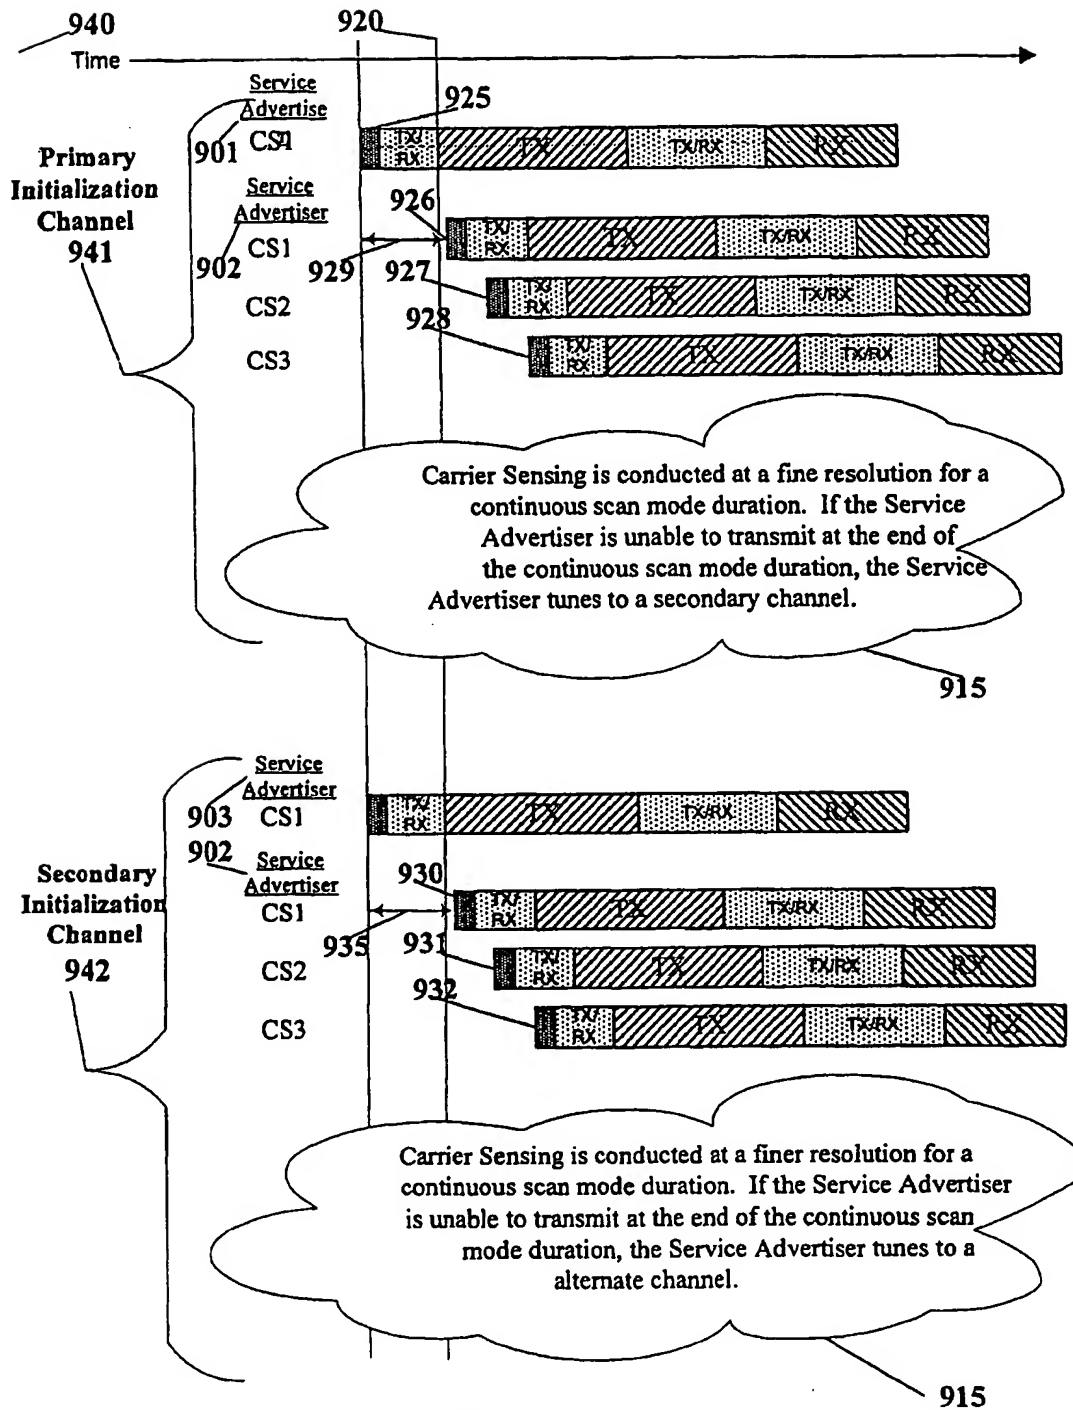 940
920
Time
Service
Advertise
925
901
CS1
TX/
RX
TX
TX/RX
RX
Primary
Initialization
Channel
941
Service
Advertiser
926
902
CS1
929
TX/
RX
TX
TX/RX
RX
927
CS2
TX/
RX
TX
TX/RX
RX
928
CS3
TX/
RX
TX
TX/RX
RX
Carrier Sensing is conducted at a fine resolution for a
continuous scan mode duration. If the Service
Advertiser is unable to transmit at the end of
the continuous scan mode duration, the Service
Advertiser tunes to a secondary channel.
915
Service
Advertiser
903
CS1
TX/
RX
TX
TX/RX
RX
Secondary
Initialization
Channel
942
902
Service
Advertiser
930
CS1
935
TX/
RX
TX
TX/RX
RX
931
CS2
TX/
RX
TX
TX/RX
RX
932
CS3
TX/
RX
TX
TX/RX
RX
Carrier Sensing is conducted at a finer resolution for a
continuous scan mode duration. If the Service Advertiser
is unable to transmit at the end of the continuous scan
mode duration, the Service Advertiser tunes to a
alternate channel.
915